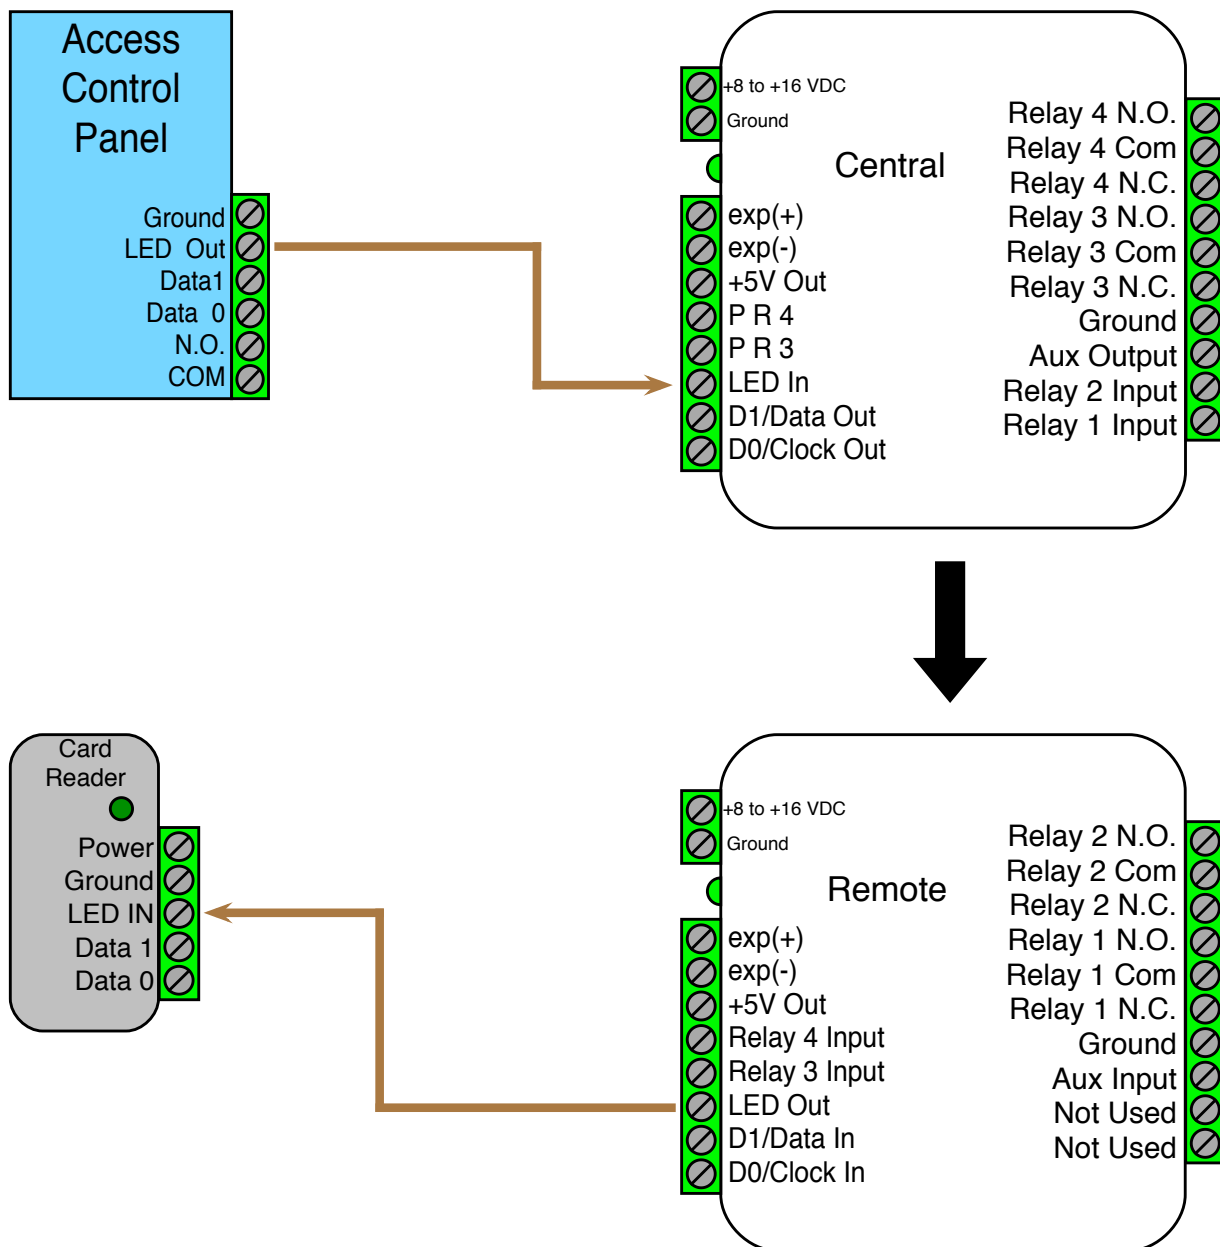 Access
Control
Panel
Ground
LED Out
Data1
Data 0
N.O.
COM
+8 to +16 VDC
Ground
Central
exp(+)
exp(-)
+5V Out
P R 4
P R 3
LED In
D1/Data Out
D0/Clock Out
Relay 4 N.O.
Relay 4 Com
Relay 4 N.C.
Relay 3 N.O.
Relay 3 Com
Relay 3 N.C.
Ground
Aux Output
Relay 2 Input
Relay 1 Input
Card
Reader
Power
Ground
LED IN
Data 1
Data 0
+8 to +16 VDC
Ground
Remote
exp(+)
exp(-)
+5V Out
Relay 4 Input
Relay 3 Input
LED Out
D1/Data In
D0/Clock In
Relay 2 N.O.
Relay 2 Com
Relay 2 N.C.
Relay 1 N.O.
Relay 1 Com
Relay 1 N.C.
Ground
Aux Input
Not Used
Not Used